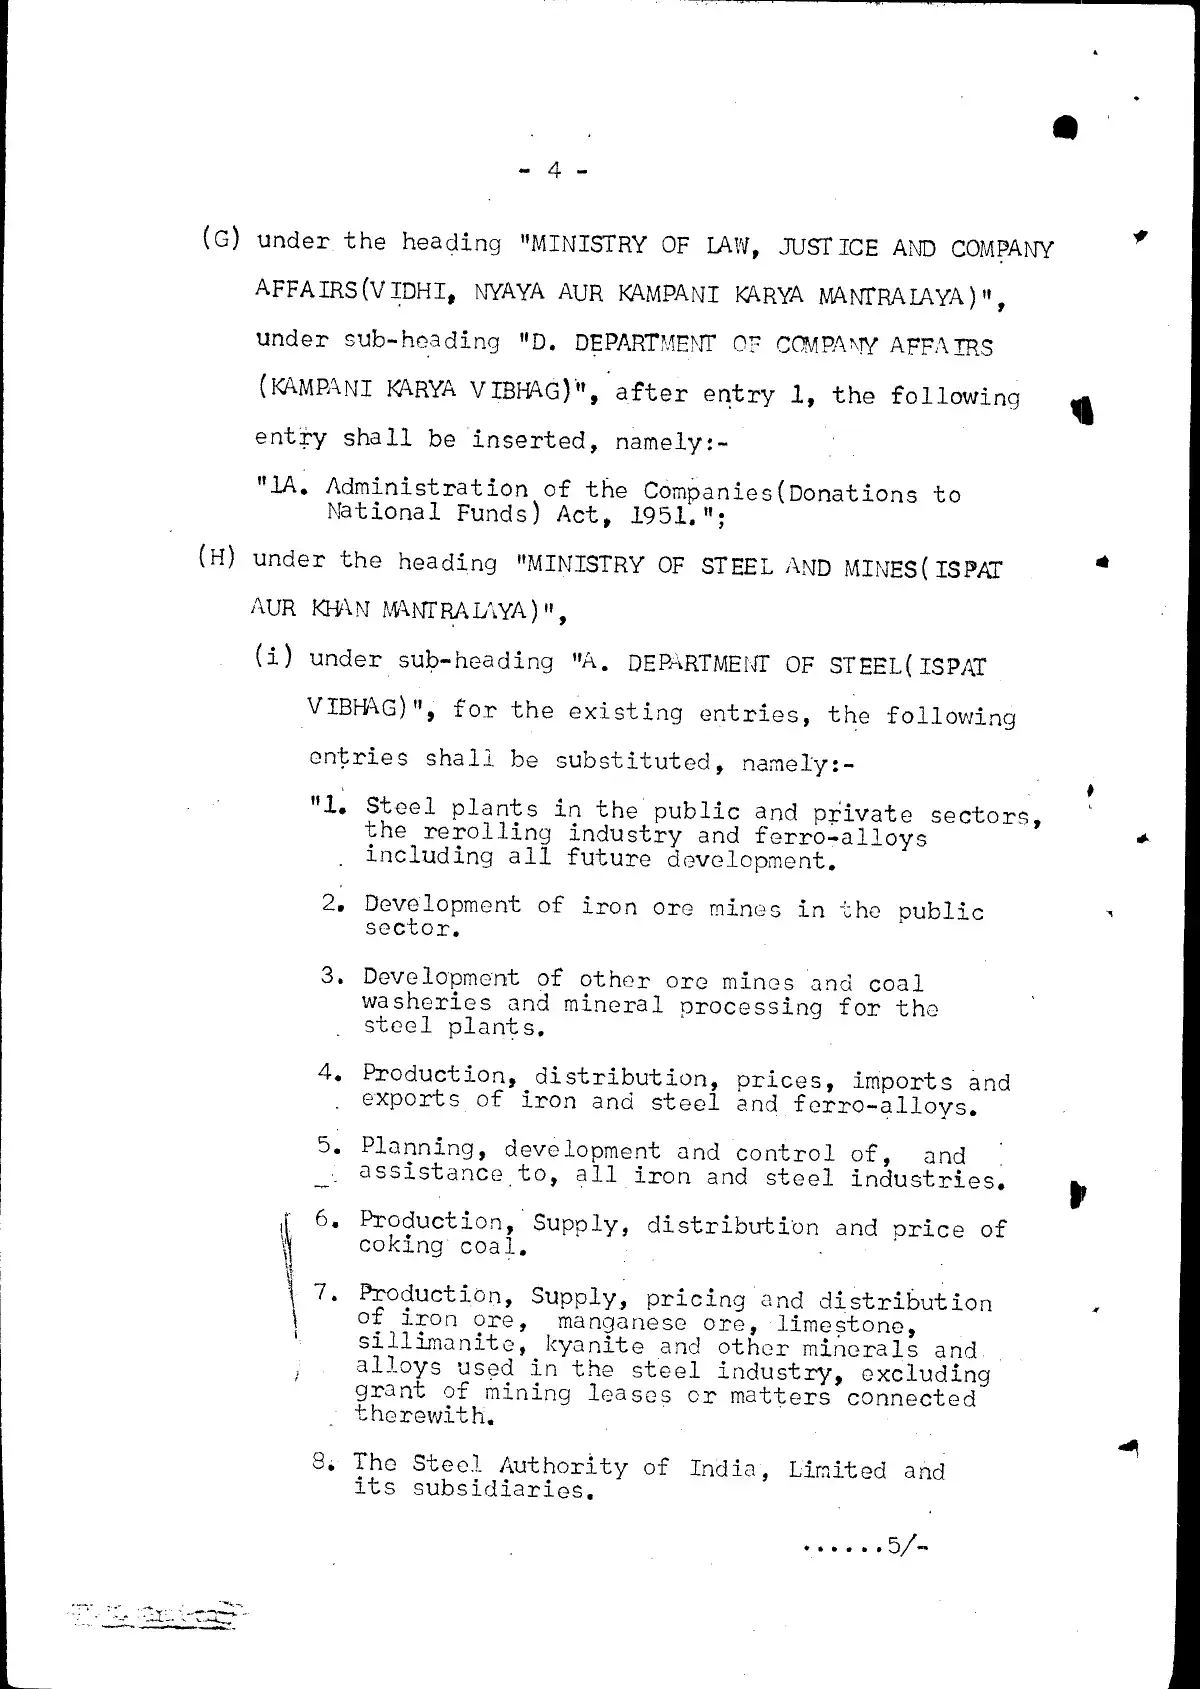 - 4 -
(G) under the heading "MINISTRY OF LAW, JUSTICE AND COMPANY
AFFAIRS(VIDHI, NYAYA AUR KAMPANI KARYA MANTRALAYA)",
under sub-heading "D. DEPARTMENT OF COMPANY AFFAIRS
(KAMPANI KARYA VIBHAG)", after entry 1, the following
entry shall be inserted, namely:-
"1A. Administration of the Companies(Donations to
National Funds) Act, 1951.";
(H) under the heading "MINISTRY OF STEEL AND MINES(ISPAT
AUR KHAN MANTRALAYA)",
(i) under sub-heading "A. DEPARTMENT OF STEEL(ISPAT
VIBHAG)", for the existing entries, the following
entries shall be substituted, namely:-
"1. Steel plants in the public and private sectors,
the rerolling industry and ferro-alloys
including all future development.
2. Development of iron ore mines in the public
sector.
3. Development of other ore mines and coal
washeries and mineral processing for the
steel plants.
4. Production, distribution, prices, imports and
exports of iron and steel and ferro-alloys.
5. Planning, development and control of, and
assistance to, all iron and steel industries.
6. Production, Supply, distribution and price of
coking coal.
7. Production, Supply, pricing and distribution
of iron ore, manganese ore, limestone,
sillimanite, kyanite and other minerals and
alloys used in the steel industry, excluding
grant of mining leases or matters connected
therewith.
8. The Steel Authority of India, Limited and
its subsidiaries.
......5/-